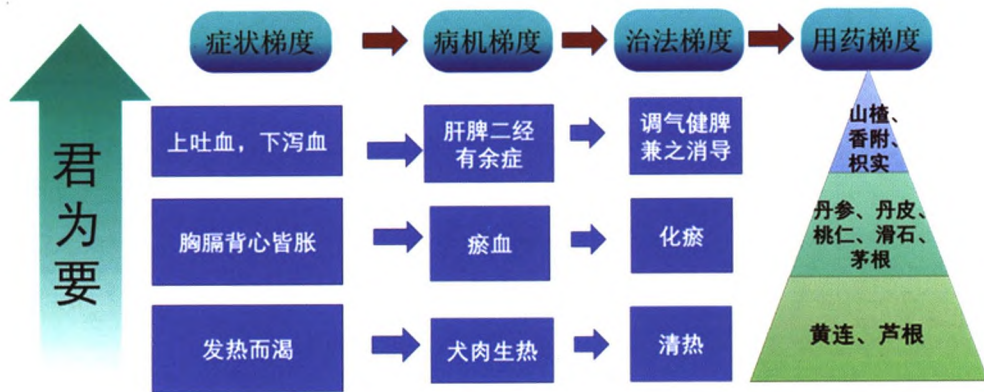 症状梯度
病机梯度
治法梯度
用药梯度
君为要
上吐血，下泻血
肝脾二经
有余症
调气健脾
兼之消导
山楂、
香附、
枳实
胸膈背心皆胀
瘀血
化瘀
丹参、丹皮、
桃仁、滑石、
茅根
发热而渴
犬肉生热
清热
黄连、芦根